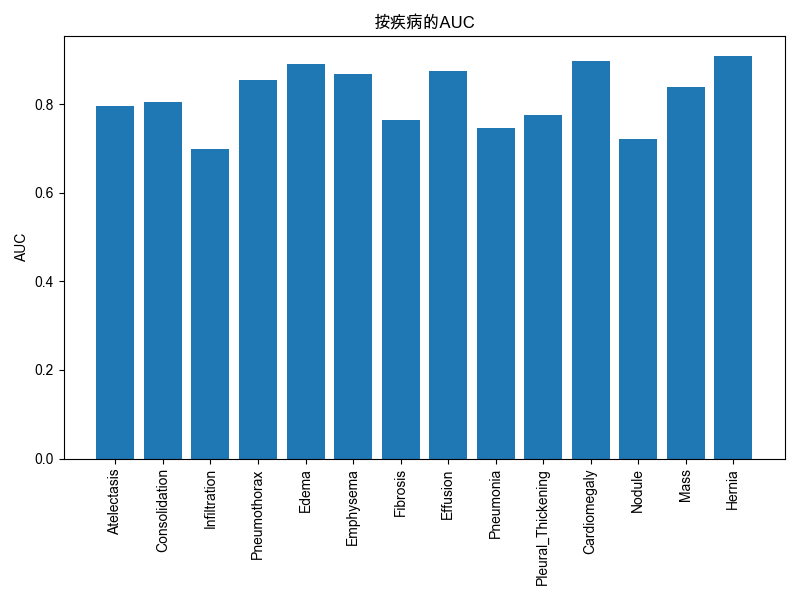 按疾病的AUC
AUC
0.8
0.6
0.4
0.2
0.0
Atelectasis
Consolidation
Infiltration
Pneumothorax
Edema
Emphysema
Fibrosis
Effusion
Pneumonia
Pleural_Thickening
Cardiomegaly
Nodule
Mass
Hernia